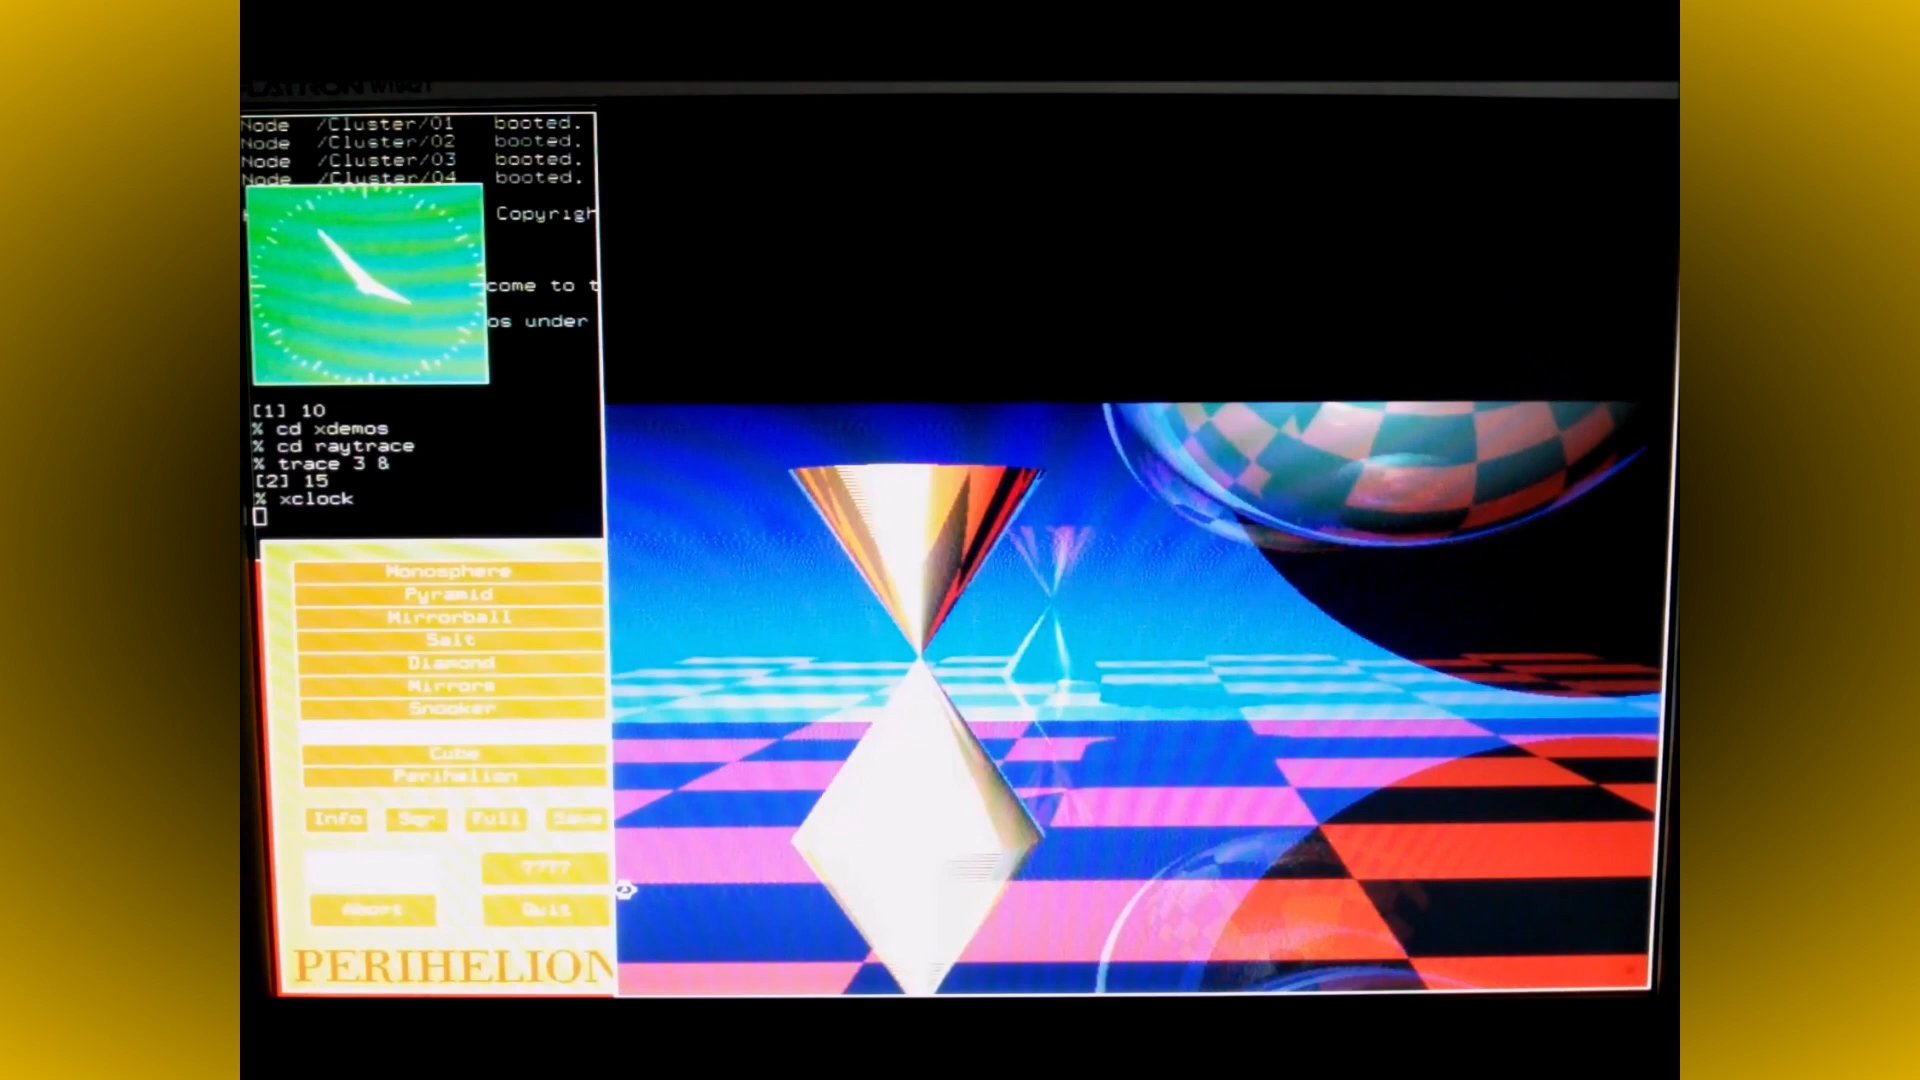 Node /Cluster/01 booted.
Node /Cluster/02 booted.
Node /Cluster/03 booted.
Node /Cluster/04 booted.
Copyrigh
come to t
os under
[1] 10
% cd xdemos
% cd raytrace
% trace 3 &
[2] 15
% xclock
Monosphere
Pyramid
Mirrorball
Salt
Diamond
Mirrors
Snooker
Cube
Perihelion
Info Sqr Full Save
????
Abort Quit
PERIHELION